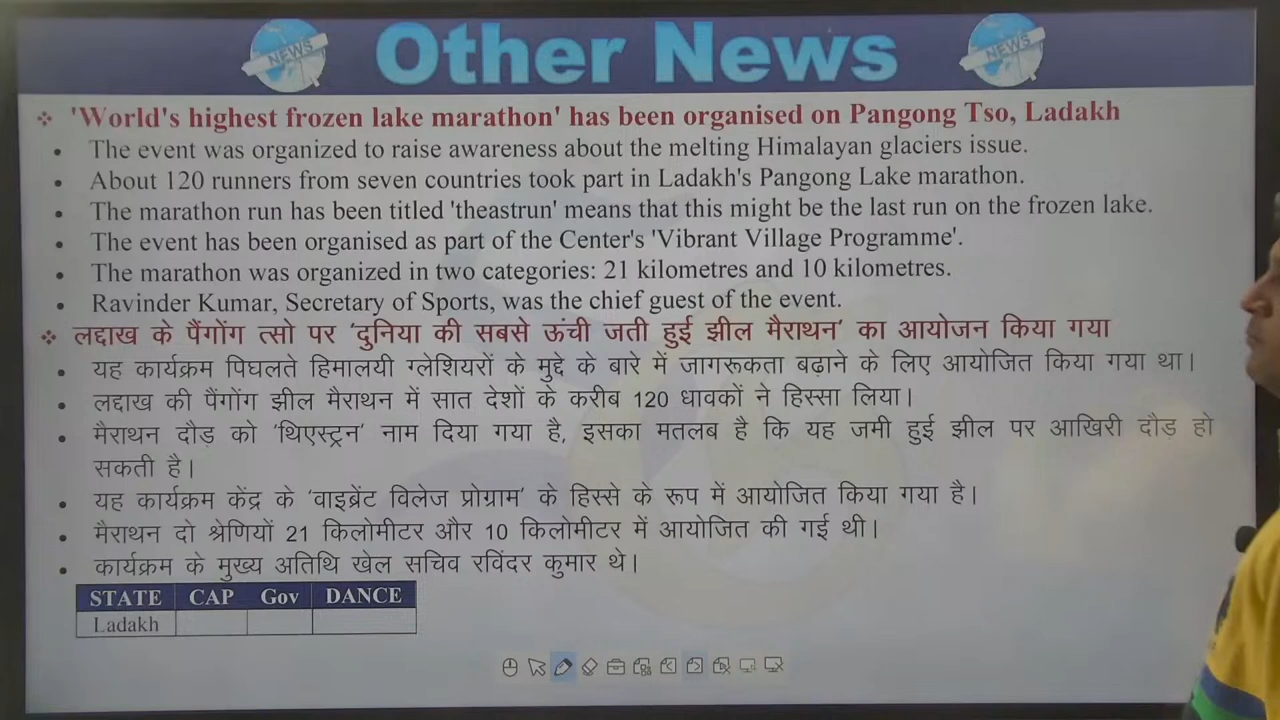 NEWS Other News NEWS
❖ 'World's highest frozen lake marathon' has been organised on Pangong Tso, Ladakh
• The event was organized to raise awareness about the melting Himalayan glaciers issue.
• About 120 runners from seven countries took part in Ladakh's Pangong Lake marathon.
• The marathon run has been titled 'theastrun' means that this might be the last run on the frozen lake.
• The event has been organised as part of the Center's 'Vibrant Village Programme'.
• The marathon was organized in two categories: 21 kilometres and 10 kilometres.
• Ravinder Kumar, Secretary of Sports, was the chief guest of the event.
❖ लद्दाख के पैंगोंग त्सो पर 'दुनिया की सबसे ऊंची जती हुई झील मैराथन' का आयोजन किया गया
• यह कार्यक्रम पिघलते हिमालयी ग्लेशियरों के मुद्दे के बारे में जागरूकता बढ़ाने के लिए आयोजित किया गया था।
• लद्दाख की पैंगोंग झील मैराथन में सात देशों के करीब 120 धावकों ने हिस्सा लिया।
• मैराथन दौड़ को 'थिएस्ट्रन' नाम दिया गया है, इसका मतलब है कि यह जमी हुई झील पर आखिरी दौड़ हो
सकती है।
• यह कार्यक्रम केंद्र के 'वाइब्रेंट विलेज प्रोग्राम' के हिस्से के रूप में आयोजित किया गया है।
• मैराथन दो श्रेणियों 21 किलोमीटर और 10 किलोमीटर में आयोजित की गई थी।
• कार्यक्रम के मुख्य अतिथि खेल सचिव रविंदर कुमार थे।
STATE CAP Gov DANCE
Ladakh